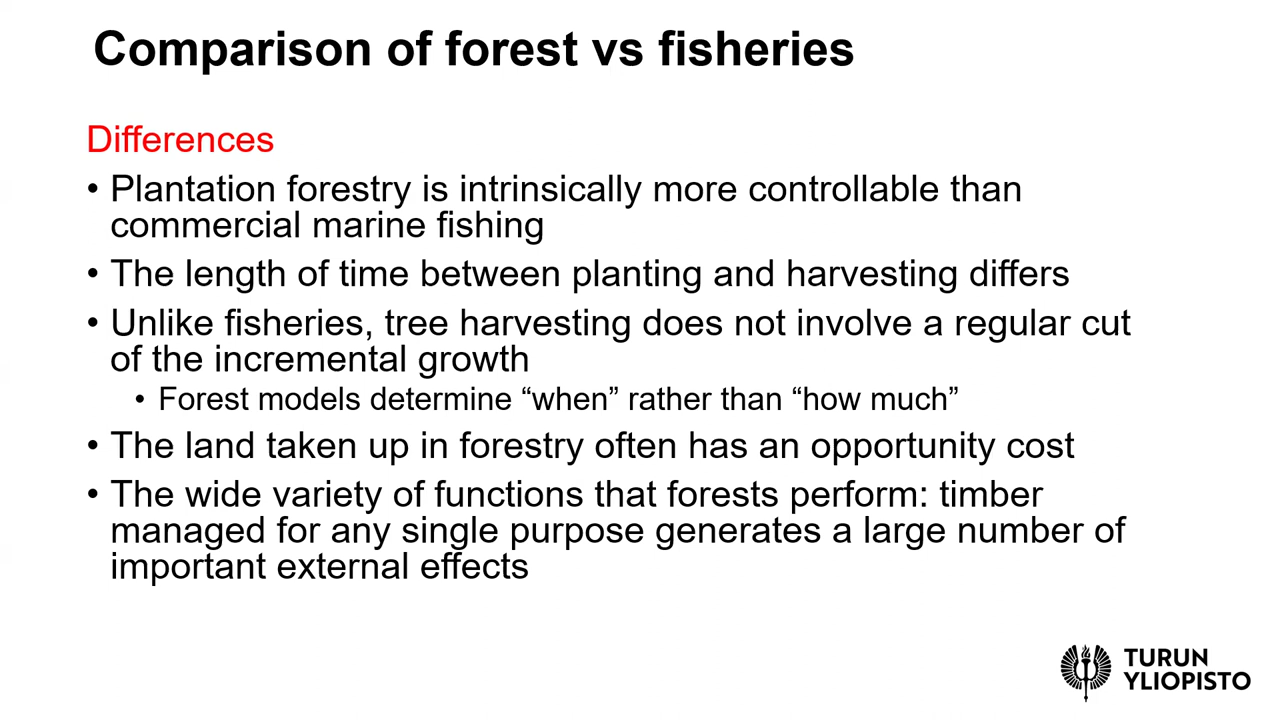 Comparison of forest vs fisheries
Differences
• Plantation forestry is intrinsically more controllable than
commercial marine fishing
• The length of time between planting and harvesting differs
• Unlike fisheries, tree harvesting does not involve a regular cut
of the incremental growth
• Forest models determine “when” rather than “how much”
• The land taken up in forestry often has an opportunity cost
• The wide variety of functions that forests perform: timber
managed for any single purpose generates a large number of
important external effects
TURUN
YLIOPISTO